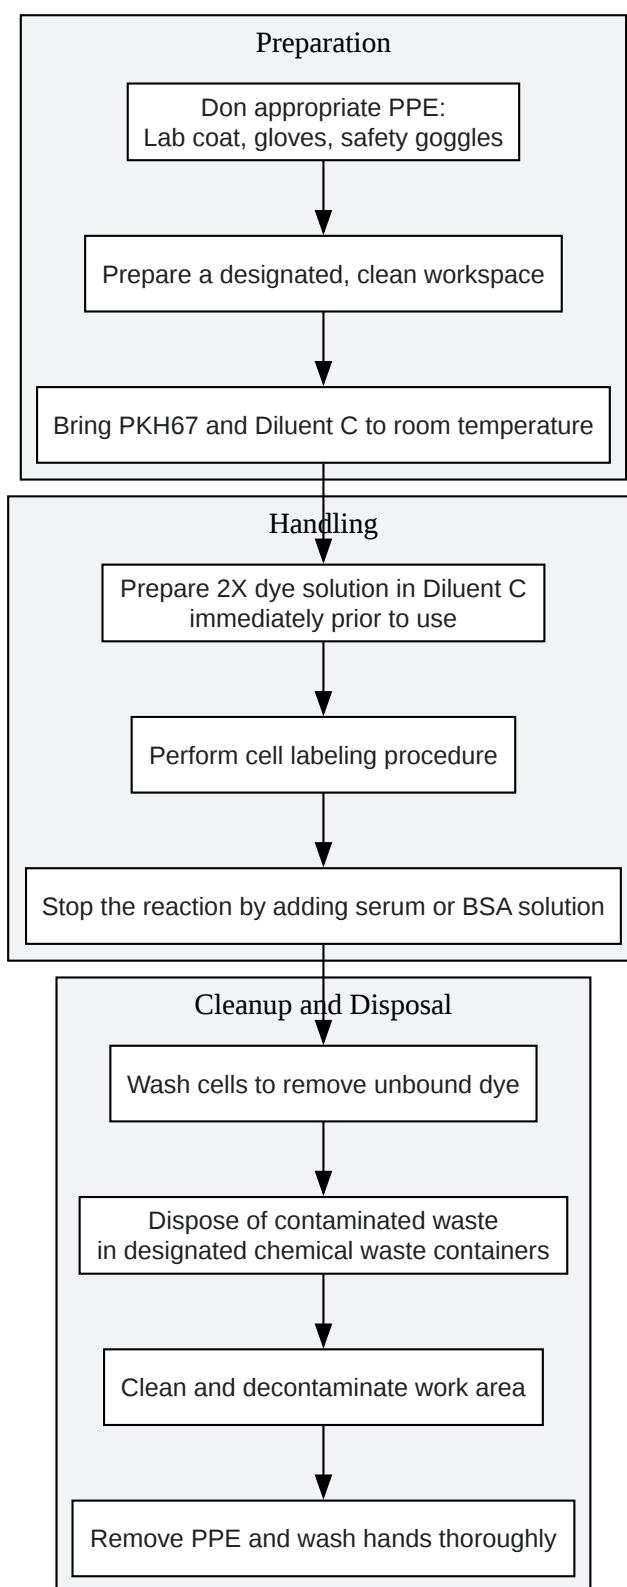 Preparation
Don appropriate PPE:
Lab coat, gloves, safety goggles
Prepare a designated, clean workspace
Bring PKH67 and Diluent C to room temperature
Handling
Prepare 2X dye solution in Diluent C
immediately prior to use
Perform cell labeling procedure
Stop the reaction by adding serum or BSA solution
Cleanup and Disposal
Wash cells to remove unbound dye
Dispose of contaminated waste
in designated chemical waste containers
Clean and decontaminate work area
Remove PPE and wash hands thoroughly